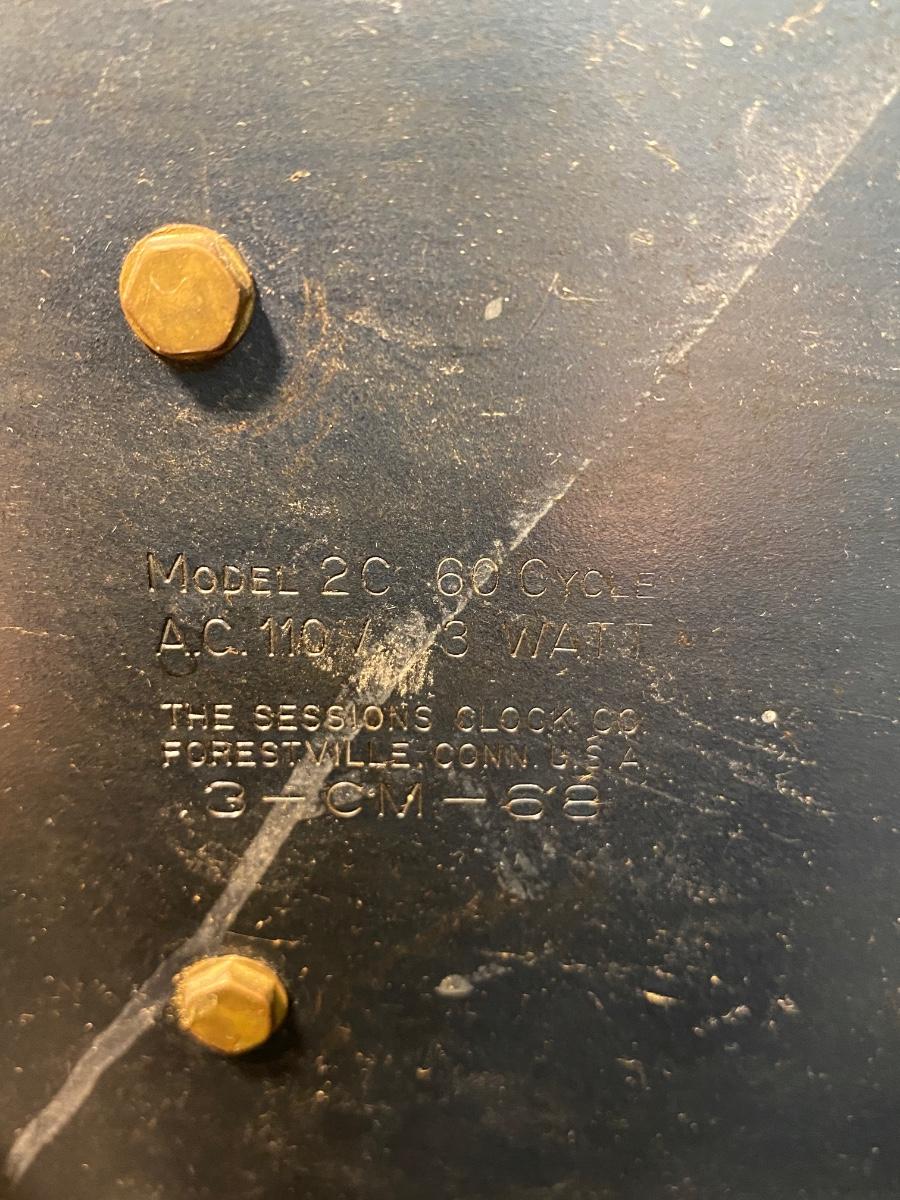 MODEL 2C 60 CYCLE
A.C. 110 V. 3 WATT
THE SESSIONS CLOCK CO.
FORESTVILLE, CONN. U.S.A.
3-CM-68